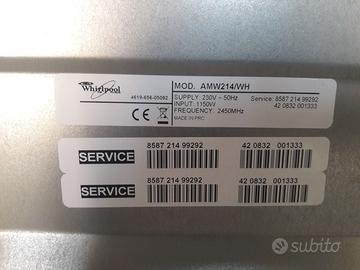 Whirlpool
4619-656-05092
MOD. AMW214/WH
SUPPLY: 230V ~ 50Hz Service: 8587 214 99292
INPUT: 1150W 42 0832 001333
FREQUENCY: 2450MHz
MADE IN PRC
SERVICE 8587 214 99292 42 0832 001333
SERVICE 8587 214 99292 42 0832 001333
subito